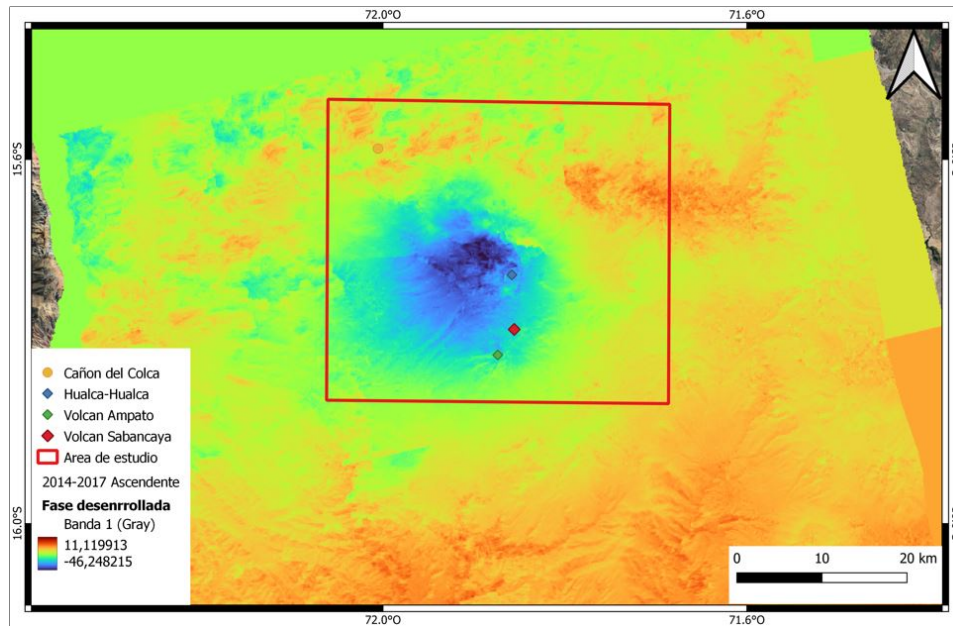 72.0°O 71.6°O
15.6°S
Cañon del Colca
Hualca-Hualca
Volcan Ampato
Volcan Sabancaya
Area de estudio
2014-2017 Ascendente
Fase desenrrollada
Banda 1 (Gray)
11,119913
-46,248215
16.0°S
0 10 20 km
72.0°O 71.6°O